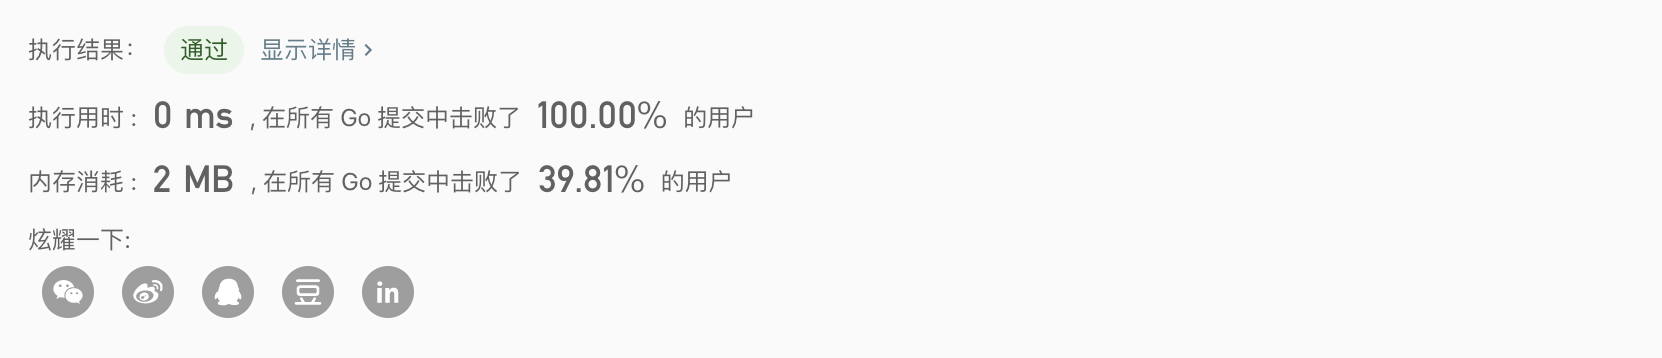 执行结果： 通过 显示详情 >
执行用时 : 0 ms , 在所有 Go 提交中击败了 100.00% 的用户
内存消耗 : 2 MB , 在所有 Go 提交中击败了 39.81% 的用户
炫耀一下:
豆 in